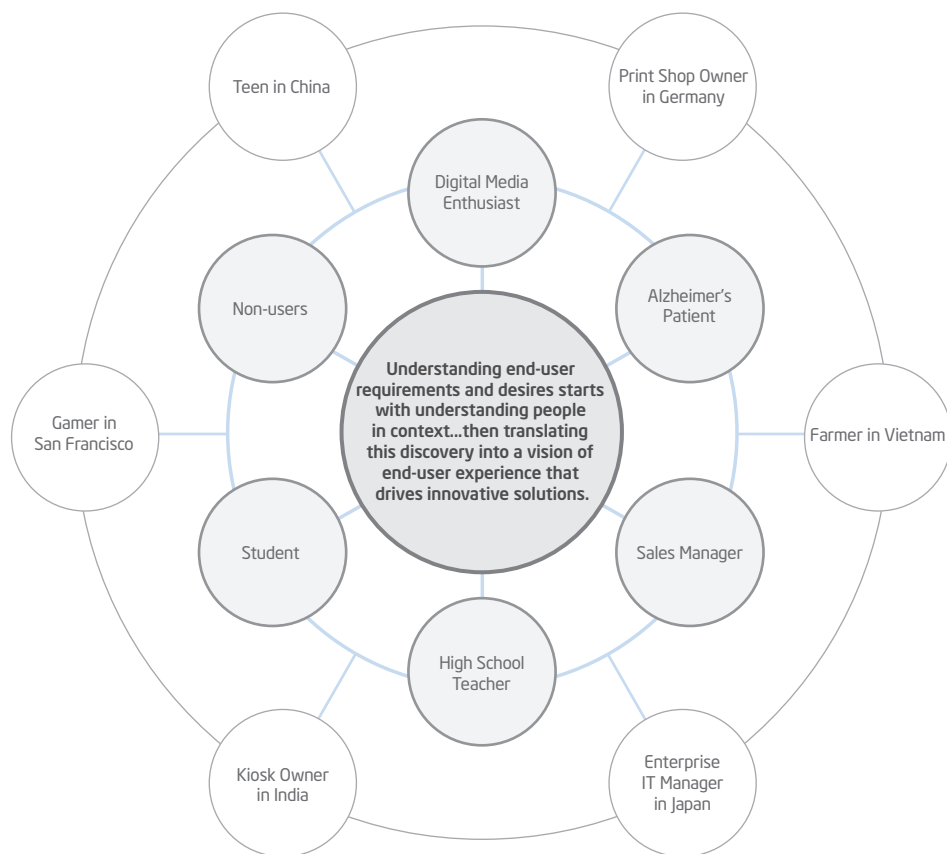 Teen in China
Print Shop Owner
in Germany
Digital Media
Enthusiast
Non-users
Alzheimer's
Patient
Understanding end-user
requirements and desires starts
with understanding people
in context...then translating
this discovery into a vision of
end-user experience that
drives innovative solutions.
Gamer in
San Francisco
Farmer in Vietnam
Student
Sales Manager
High School
Teacher
Kiosk Owner
in India
Enterprise
IT Manager
in Japan